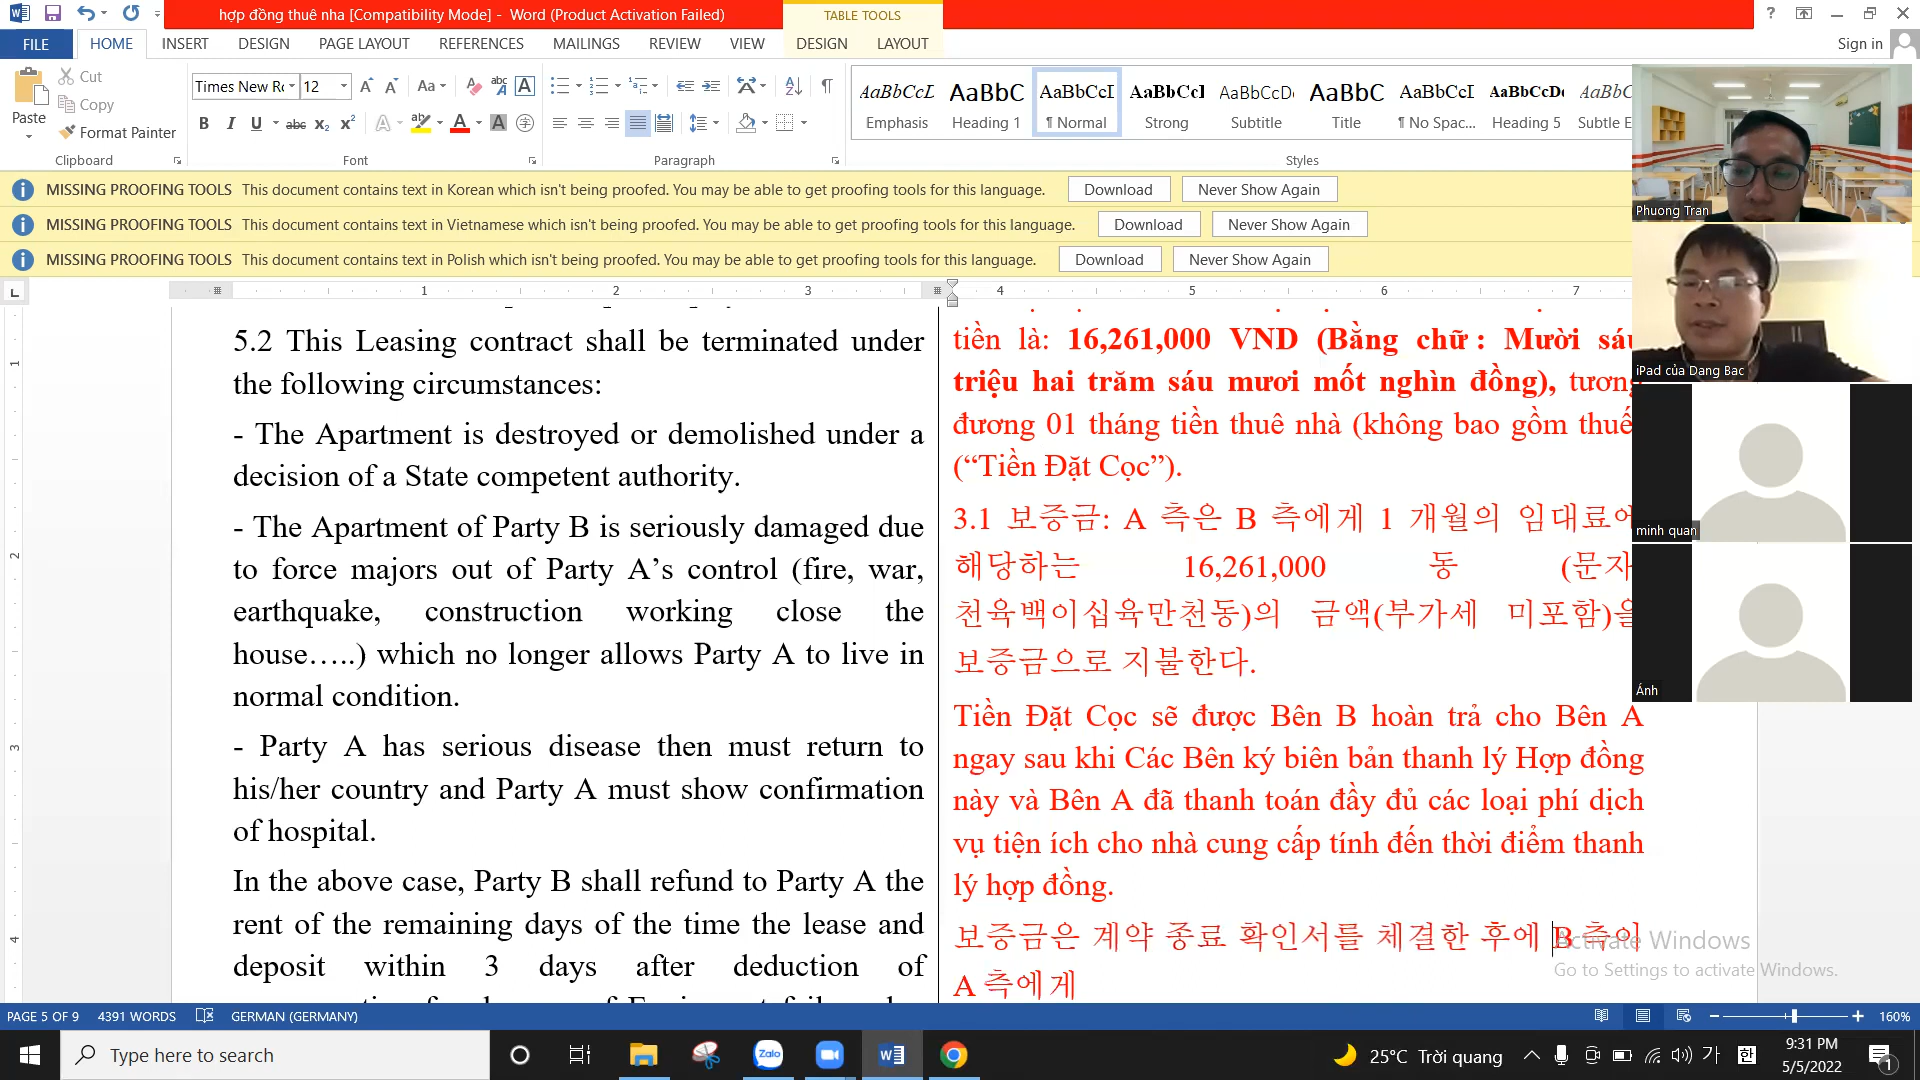 hợp đồng thuê nha [Compatibility Mode] - Word (Product Activation Failed)
TABLE TOOLS
FILE HOME INSERT DESIGN PAGE LAYOUT REFERENCES MAILINGS REVIEW VIEW DESIGN LAYOUT
Sign in
Paste
Cut
Copy
Format Painter
Times New Ro 12
AaBbCcL AaBbC AaBbCcI AaBbCcI AaBbCcDc AaBbC AaBbCcI AaBbCcDc AaBbC
Emphasis Heading 1 ¶ Normal Strong Subtitle Title ¶ No Spac... Heading 5 Subtle E
Clipboard Font Paragraph Styles
MISSING PROOFING TOOLS This document contains text in Korean which isn't being proofed. You may be able to get proofing tools for this language. Download Never Show Again
MISSING PROOFING TOOLS This document contains text in Vietnamese which isn't being proofed. You may be able to get proofing tools for this language. Download Never Show Again
MISSING PROOFING TOOLS This document contains text in Polish which isn't being proofed. You may be able to get proofing tools for this language. Download Never Show Again
1 2 3 4 5 6 7
5.2 This Leasing contract shall be terminated under
the following circumstances:
- The Apartment is destroyed or demolished under a
decision of a State competent authority.
- The Apartment of Party B is seriously damaged due
to force majors out of Party A’s control (fire, war,
earthquake, construction working close the
house…..) which no longer allows Party A to live in
normal condition.
- Party A has serious disease then must return to
his/her country and Party A must show confirmation
of hospital.
In the above case, Party B shall refund to Party A the
rent of the remaining days of the time the lease and
deposit within 3 days after deduction of
tiền là: 16,261,000 VND (Bằng chữ : Mười sáu
triệu hai trăm sáu mươi mốt nghìn đồng), tương
đương 01 tháng tiền thuê nhà (không bao gồm thuế
(“Tiền Đặt Cọc”).
3.1 보증금: A 측은 B 측에게 1 개월의 임대료에
해당하는 16,261,000 동 (문자
천육백이십육만천동)의 금액(부가세 미포함)을
보증금으로 지불한다.
Tiền Đặt Cọc sẽ được Bên B hoàn trả cho Bên A
ngay sau khi Các Bên ký biên bản thanh lý Hợp đồng
này và Bên A đã thanh toán đầy đủ các loại phí dịch
vụ tiện ích cho nhà cung cấp tính đến thời điểm thanh
lý hợp đồng.
보증금은 계약 종료 확인서를 체결한 후에 B 측이
A 측에게
Phuong Tran
iPad của Dang Bac
minh quan
Ánh
Activate Windows
Go to Settings to activate Windows.
PAGE 5 OF 9 4391 WORDS GERMAN (GERMANY) 160%
Type here to search
Zalo
25°C Trời quang
가 한
9:31 PM
5/5/2022
1